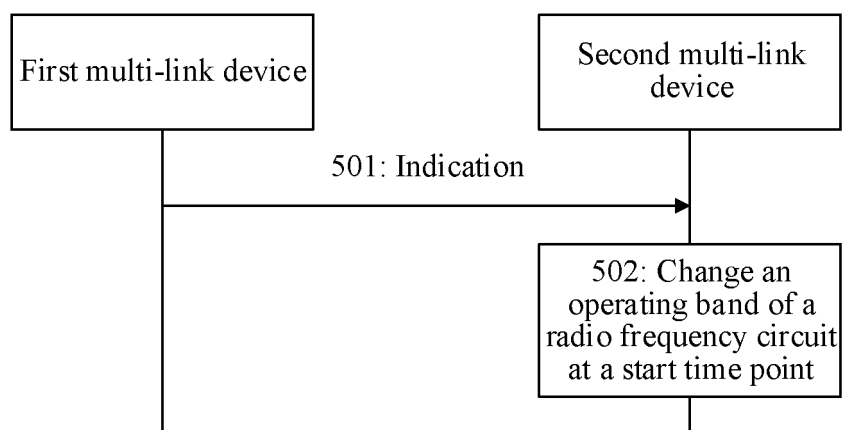 First multi-link device
Second multi-link
device
501: Indication
502: Change an
operating band of a
radio frequency circuit
at a start time point